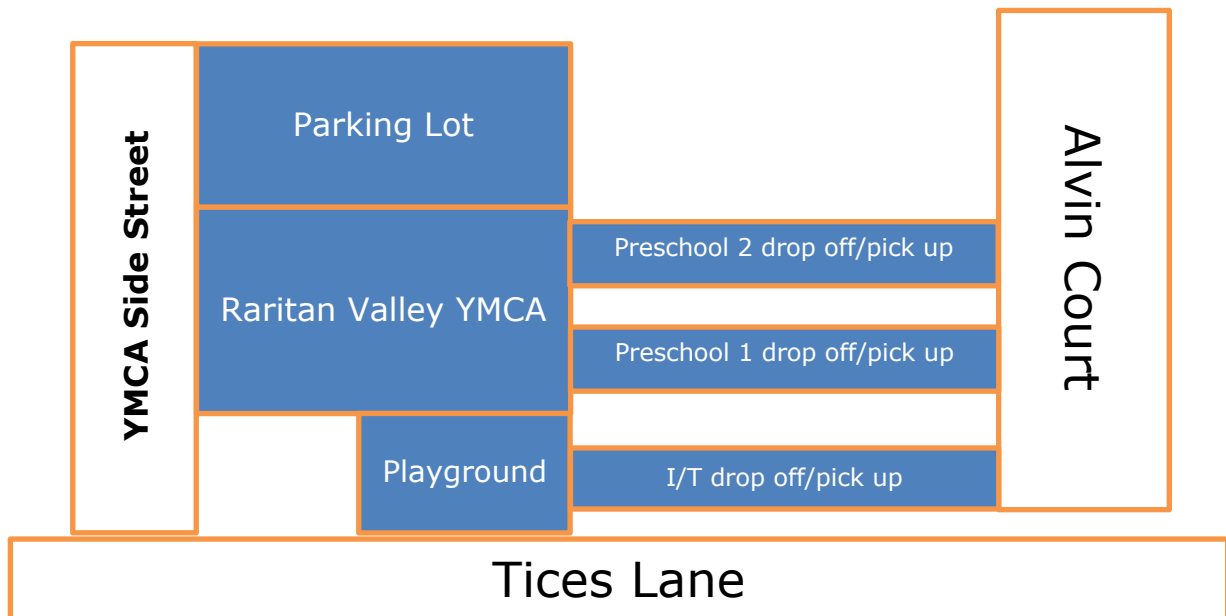 YMCA Side Street
Parking Lot
Raritan Valley YMCA
Playground
Preschool 2 drop off/pick up
Preschool 1 drop off/pick up
I/T drop off/pick up
Alvin Court
Tices Lane